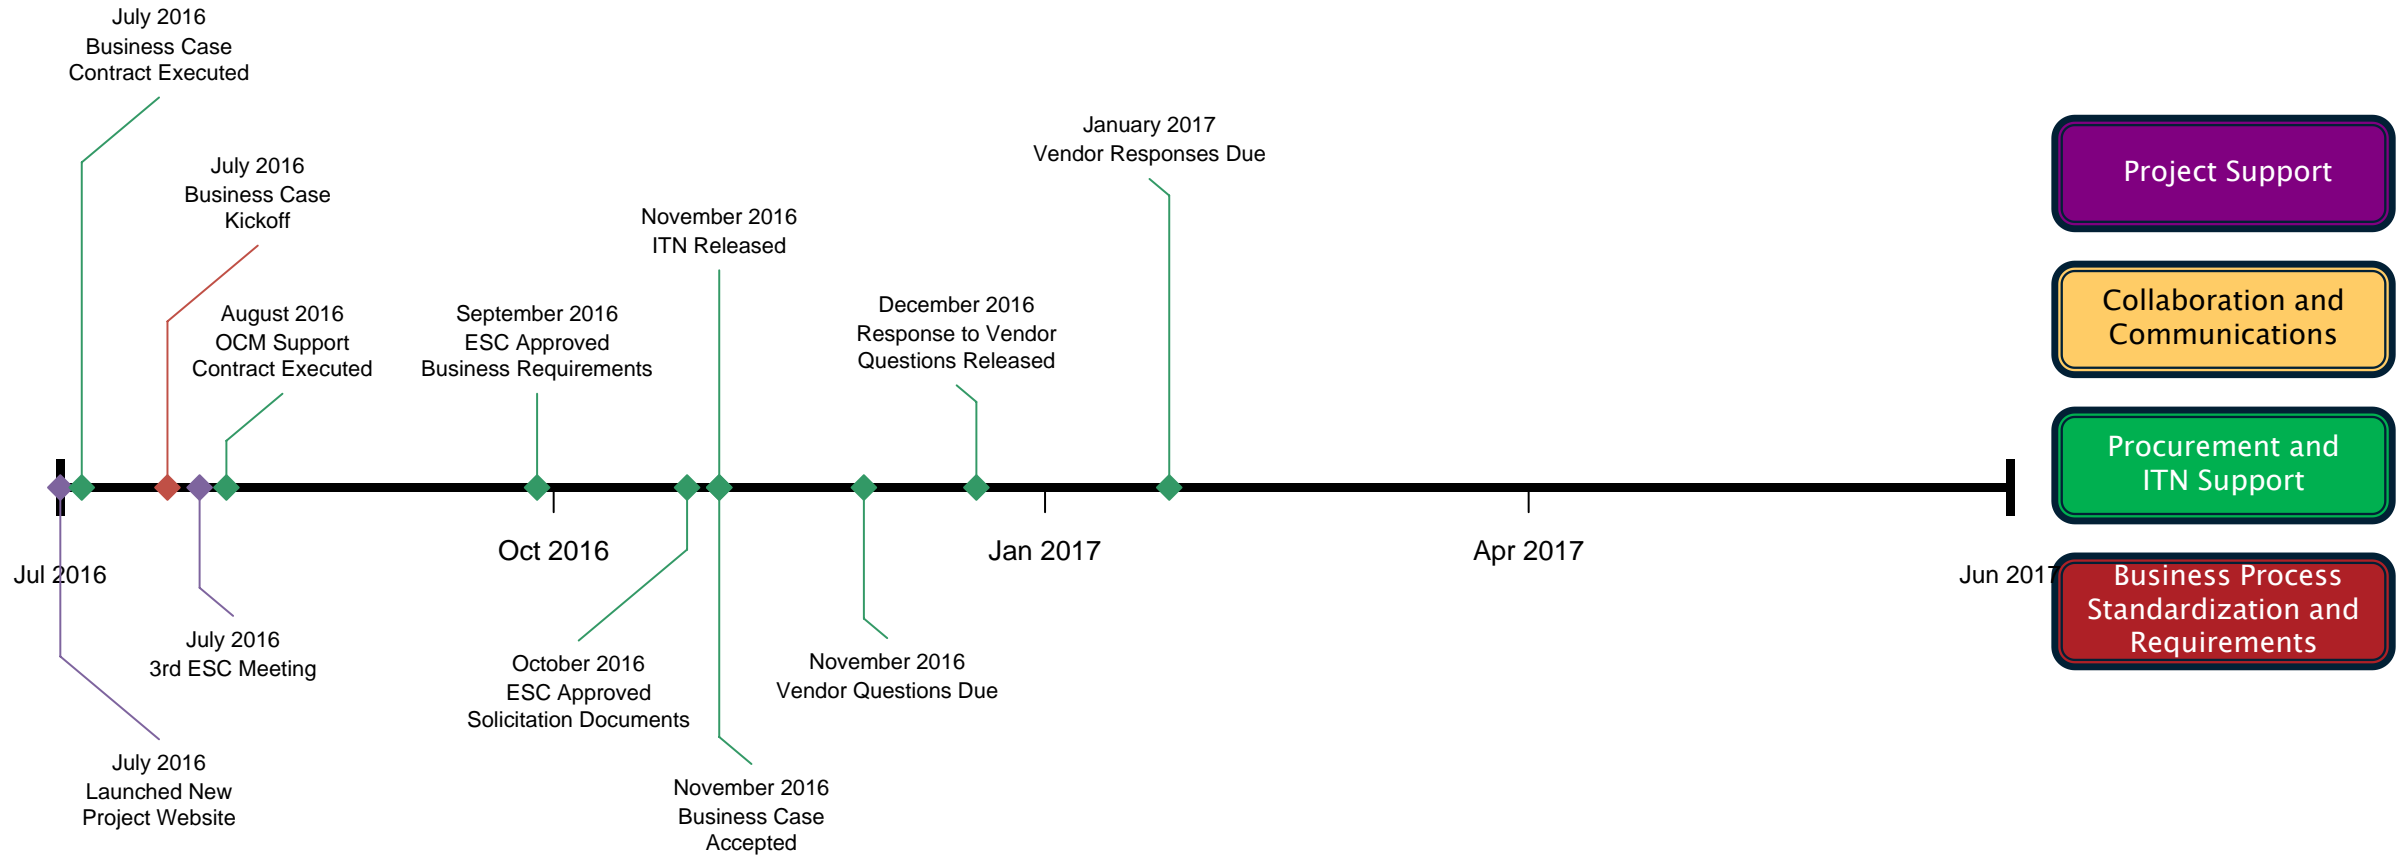 July 2016
Business Case
Contract Executed
July 2016
Business Case
Kickoff
August 2016
OCM Support
Contract Executed
September 2016
ESC Approved
Business Requirements
November 2016
ITN Released
December 2016
Response to Vendor
Questions Released
January 2017
Vendor Responses Due
Jul 2016
Oct 2016
Jan 2017
Apr 2017
Jun 2017
July 2016
Launched New
Project Website
July 2016
3rd ESC Meeting
October 2016
ESC Approved
Solicitation Documents
November 2016
Business Case
Accepted
November 2016
Vendor Questions Due
Project Support
Collaboration and
Communications
Procurement and
ITN Support
Business Process
Standardization and
Requirements